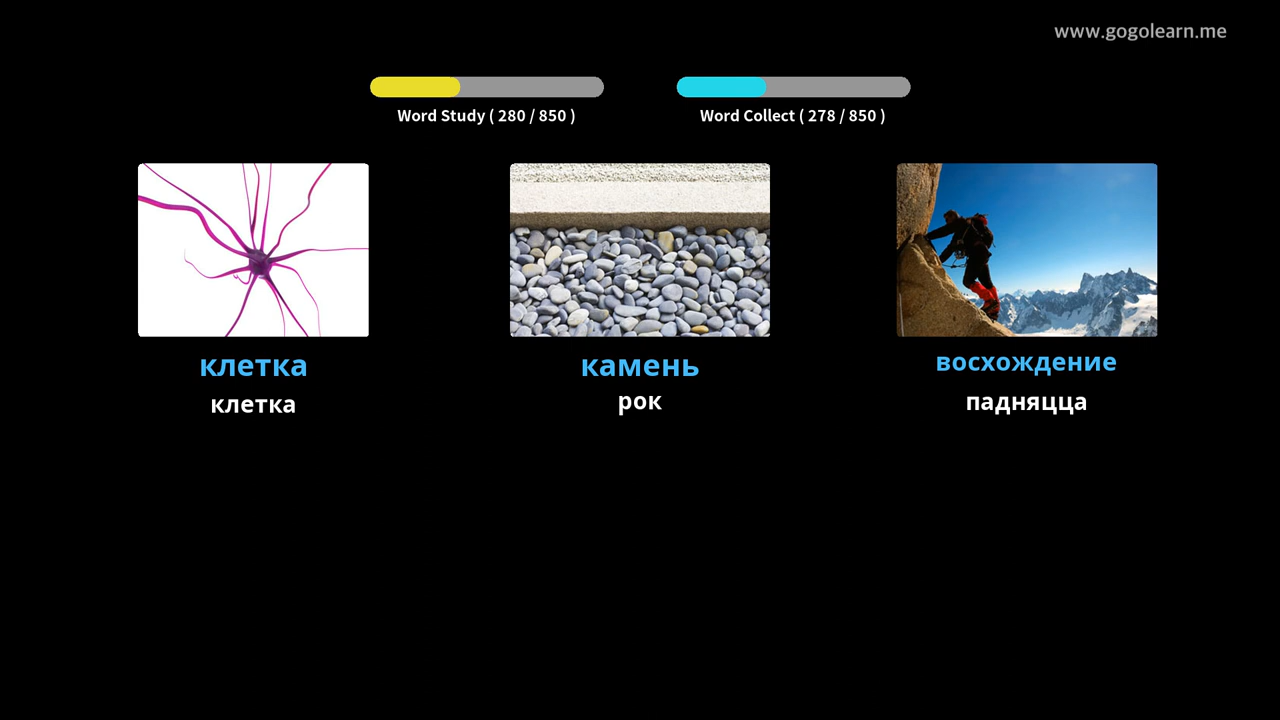 www.gogolearn.me
Word Study ( 280 / 850 )
Word Collect ( 278 / 850 )
клетка
камень
восхождение
клетка
рок
падняцца